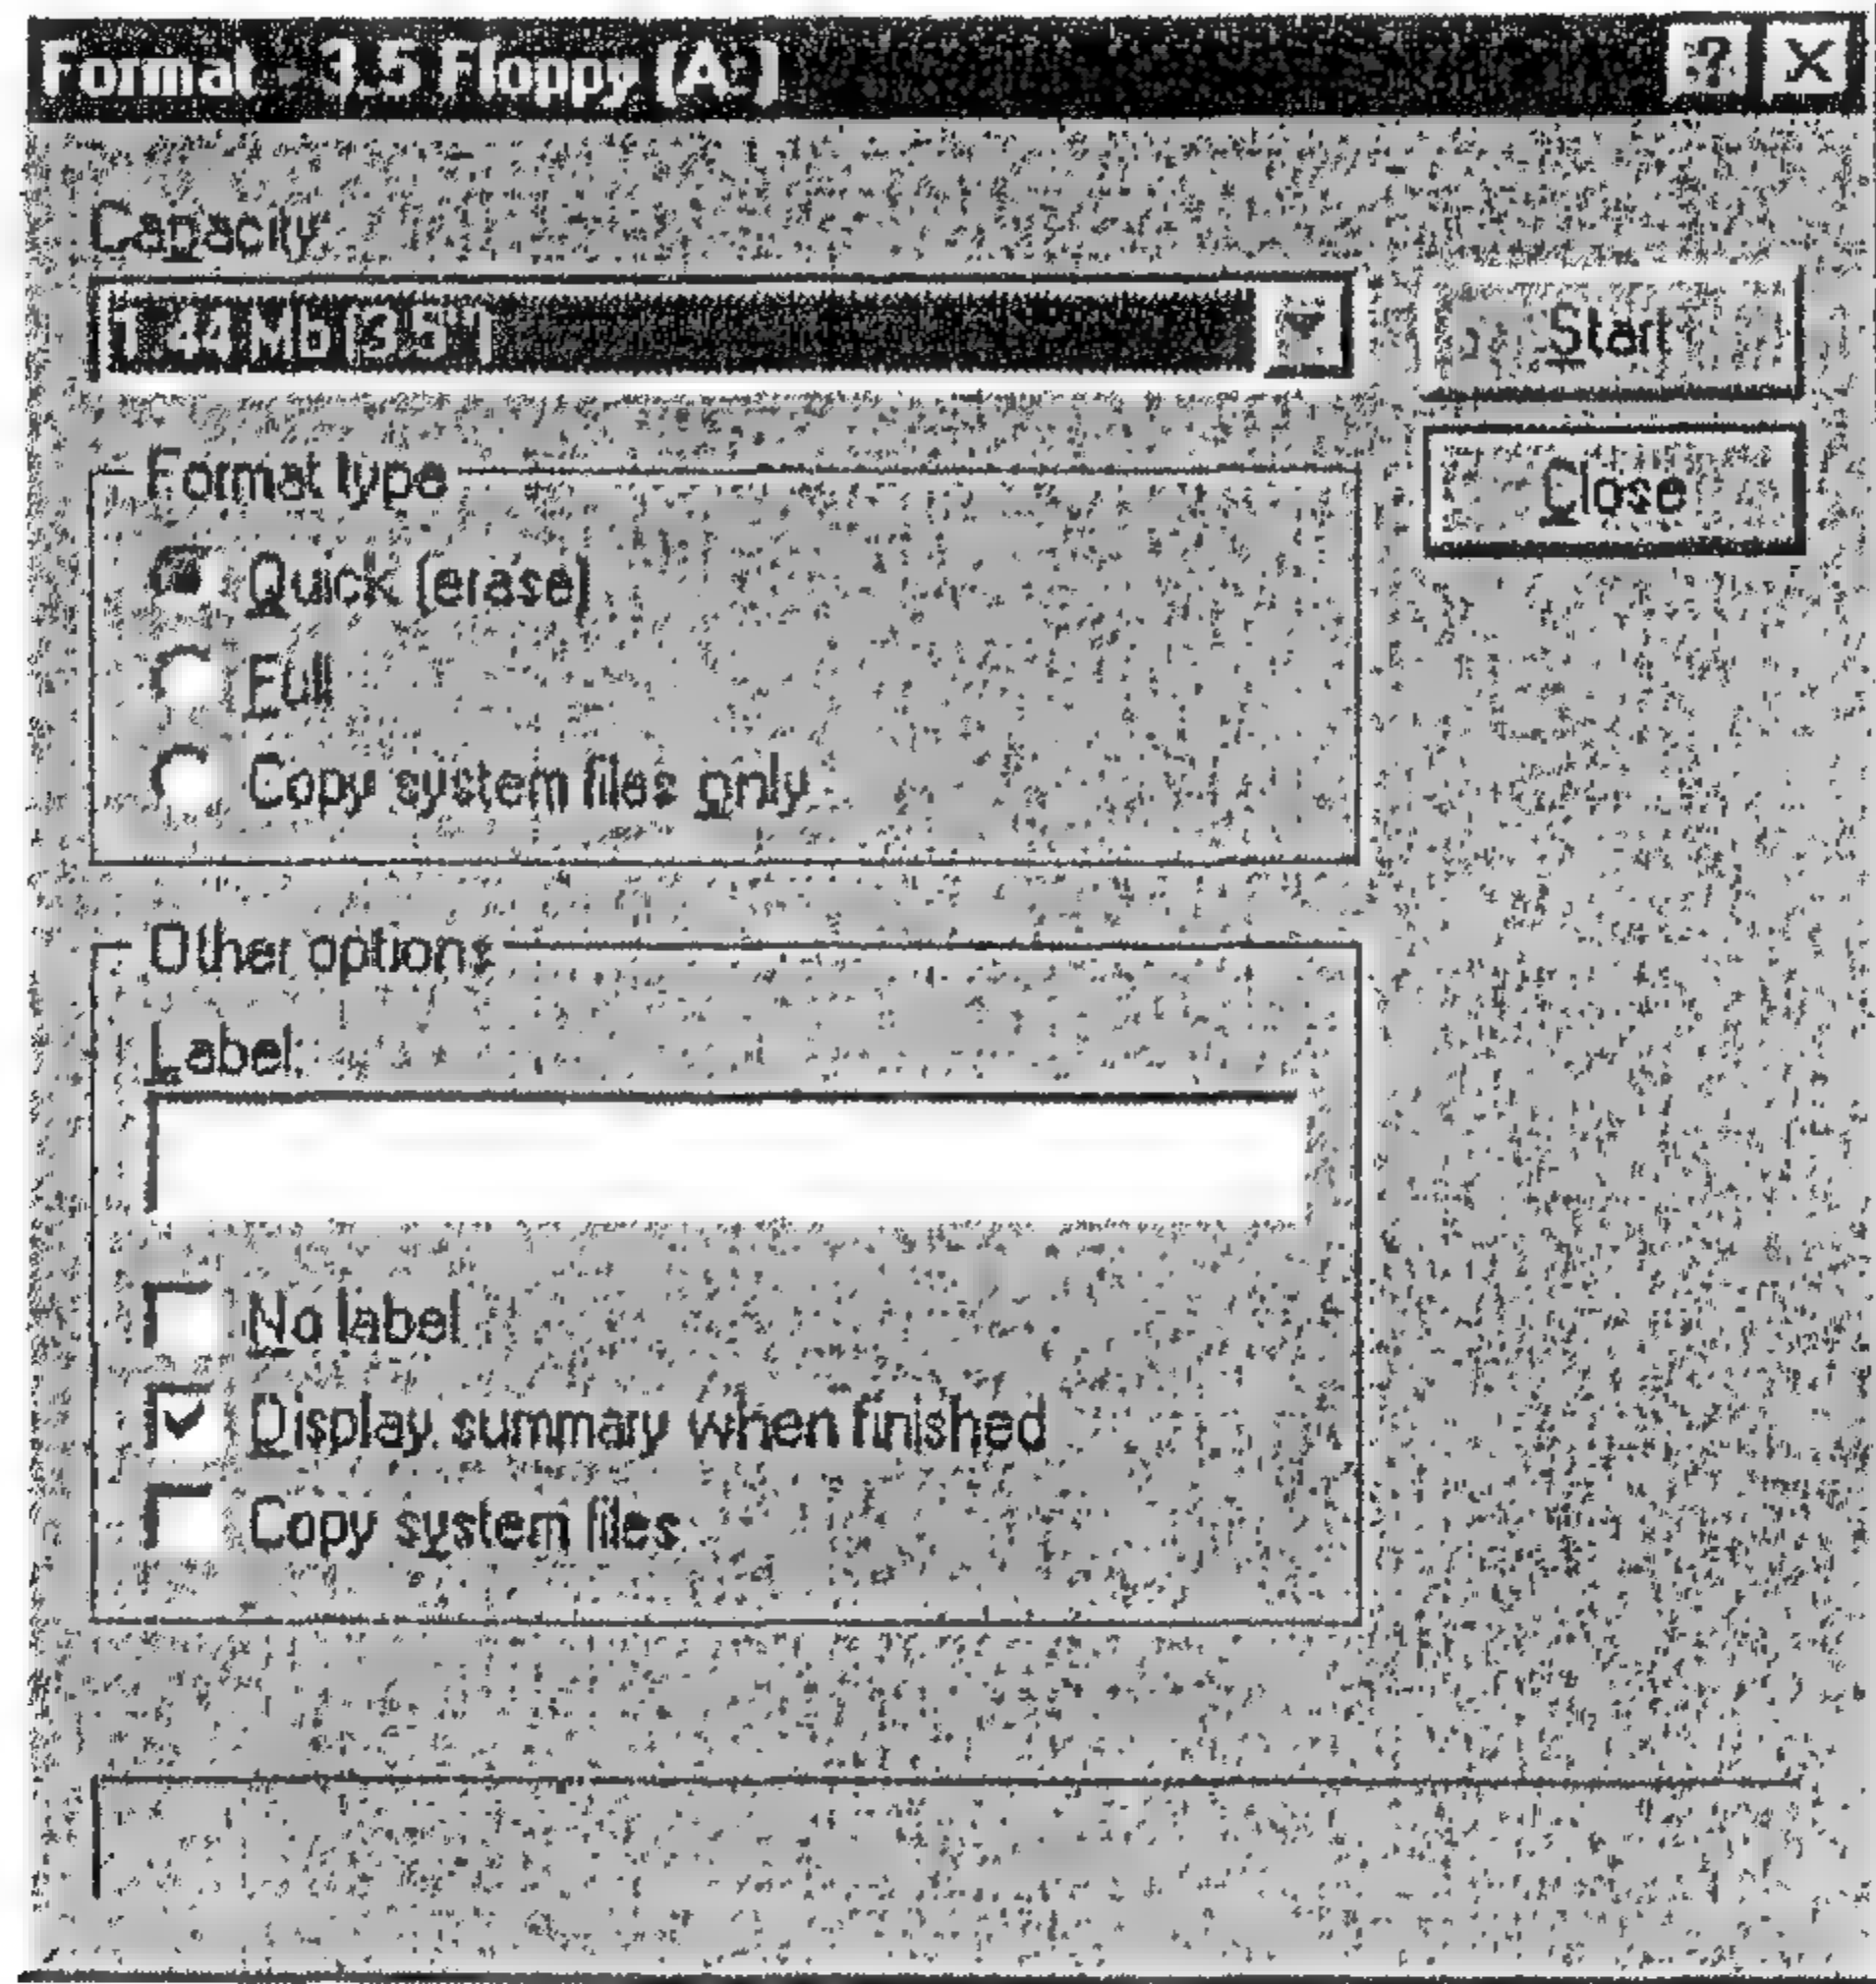 Format - 3.5 Floppy (A:)
Capacity:
1.44 Mb (3.5")
Start
Close
Format type
Quick (erase)
Full
Copy system files only
Other options
Label:
No label
Display summary when finished
Copy system files